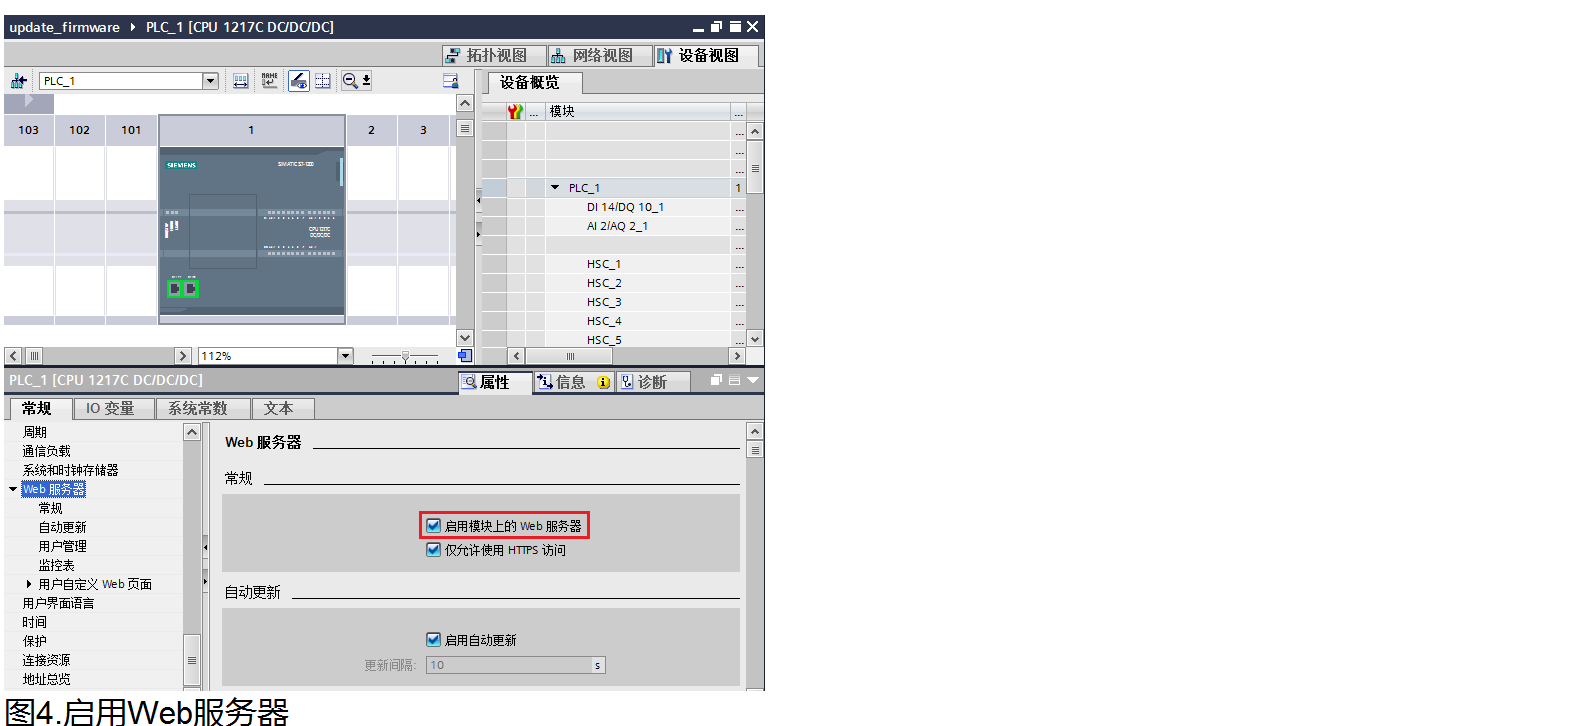 update_firmware ▸ PLC_1 [CPU 1217C DC/DC/DC]
拓扑视图 网络视图 设备视图
PLC_1
设备概览
... 模块 ...
103 102 101 1 2 3
SIEMENS SIMATIC S7-1200
CPU 1217C
DC/DC/DC
PLC_1 1
DI 14/DQ 10_1 ...
AI 2/AQ 2_1 ...
HSC_1 ...
HSC_2 ...
HSC_3 ...
HSC_4 ...
HSC_5 ...
112%
PLC_1 [CPU 1217C DC/DC/DC]
属性 信息 诊断
常规 IO 变量 系统常数 文本
周期
通信负载
系统和时钟存储器
Web 服务器
常规
自动更新
用户管理
监控表
用户自定义 Web 页面
用户界面语言
时间
保护
连接资源
地址总览
Web 服务器
常规
启用模块上的 Web 服务器
仅允许使用 HTTPS 访问
自动更新
启用自动更新
更新间隔: 10 s
图4.启用Web服务器